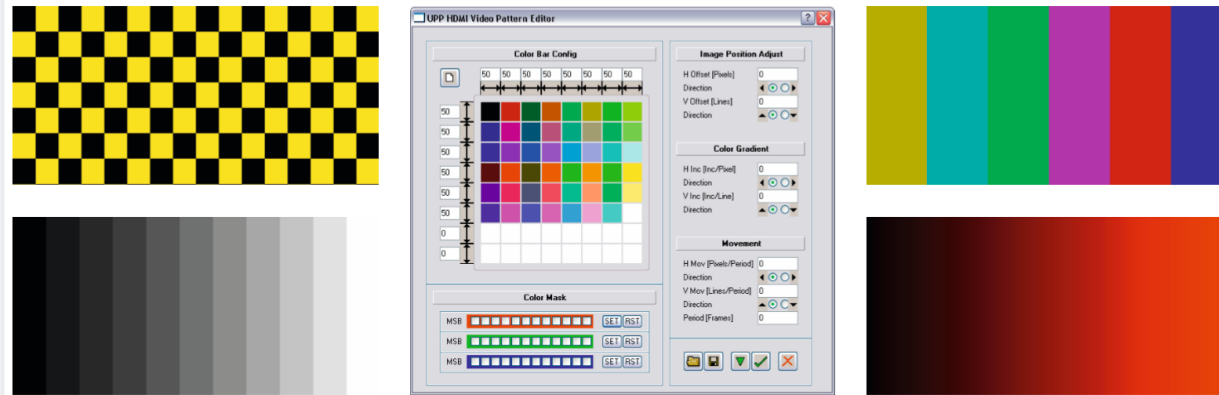 UPP HDMI Video Pattern Editor
Color Bar Config
50 50 50 50 50 50 50 50
50
50
50
50
50
50
0
0
Color Mask
MSB SET RST
MSB SET RST
MSB SET RST
Image Position Adjust
H Offset [Pixels] 0
Direction
V Offset [Lines] 0
Direction
Color Gradient
H Inc [Inc/Pixel] 0
Direction
V Inc [Inc/Line] 0
Direction
Movement
H Mov [Pixels/Period] 0
Direction
V Mov [Lines/Period] 0
Direction
Period [Frames] 0